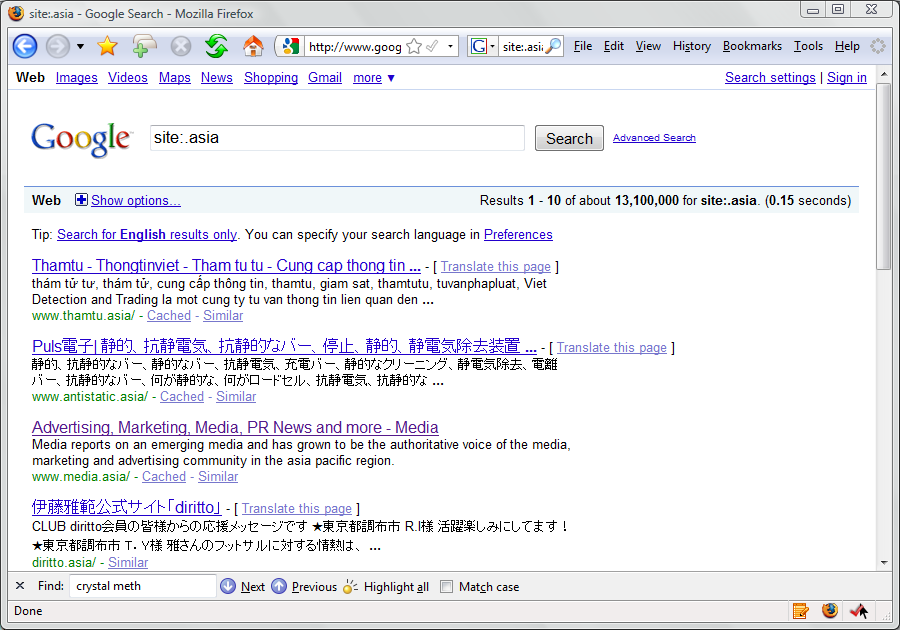 site:.asia - Google Search - Mozilla Firefox
http://www.goog
site:.asi
File Edit View History Bookmarks Tools Help
Web Images Videos Maps News Shopping Gmail more ▼ Search settings | Sign in
Google site:.asia Search Advanced Search
Web Show options... Results 1 - 10 of about 13,100,000 for site:.asia. (0.15 seconds)
Tip: Search for English results only. You can specify your search language in Preferences
Thamtu - Thongtinviet - Tham tu tu - Cung cap thong tin ... - [ Translate this page ]
thám tử tư, thám tử, cung cấp thông tin, thamtu, giam sat, thamtutu, tuvanphapluat, Viet
Detection and Trading la mot cung ty tu van thong tin lien quan den ...
www.thamtu.asia/ - Cached - Similar
Puls電子| 静的、抗静電気、抗静的なバー、停止、静的、静電気除去装置 ... - [ Translate this page ]
静的、抗静的なバー、静的なバー、抗静電気、充電バー、静的なクリーニング、静電気除去、電離
バー、抗静的なバー、何が静的な、何がロードセル、抗静電気、抗静的な ...
www.antistatic.asia/ - Cached - Similar
Advertising, Marketing, Media, PR News and more - Media
Media reports on an emerging media and has grown to be the authoritative voice of the media,
marketing and advertising community in the asia pacific region.
www.media.asia/ - Cached - Similar
伊藤雅範公式サイト「diritto」 - [ Translate this page ]
CLUB diritto会員の皆様からの応援メッセージです ★東京都調布市 R.I様 活躍楽しみにしてます！
★東京都調布市 T．Y様 雅さんのフットサルに対する情熱は、 ...
diritto.asia/ - Similar
Find: crystal meth Next Previous Highlight all Match case
Done